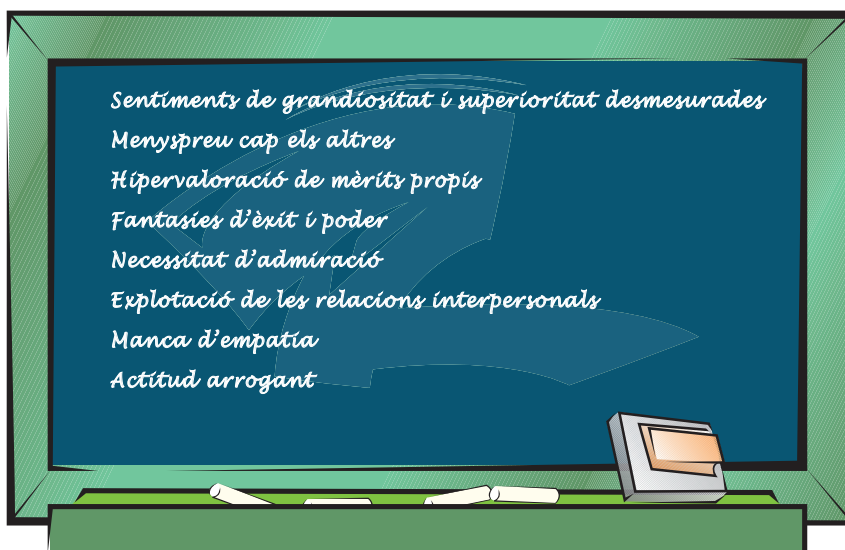 Sentiments de grandiositat i superioritat desmesurades
Menyspreu cap els altres
Hipervaloració de mèrits propis
Fantasies d'èxit i poder
Necessitat d'admiració
Explotació de les relacions interpersonals
Manca d'empatia
Actitud arrogant